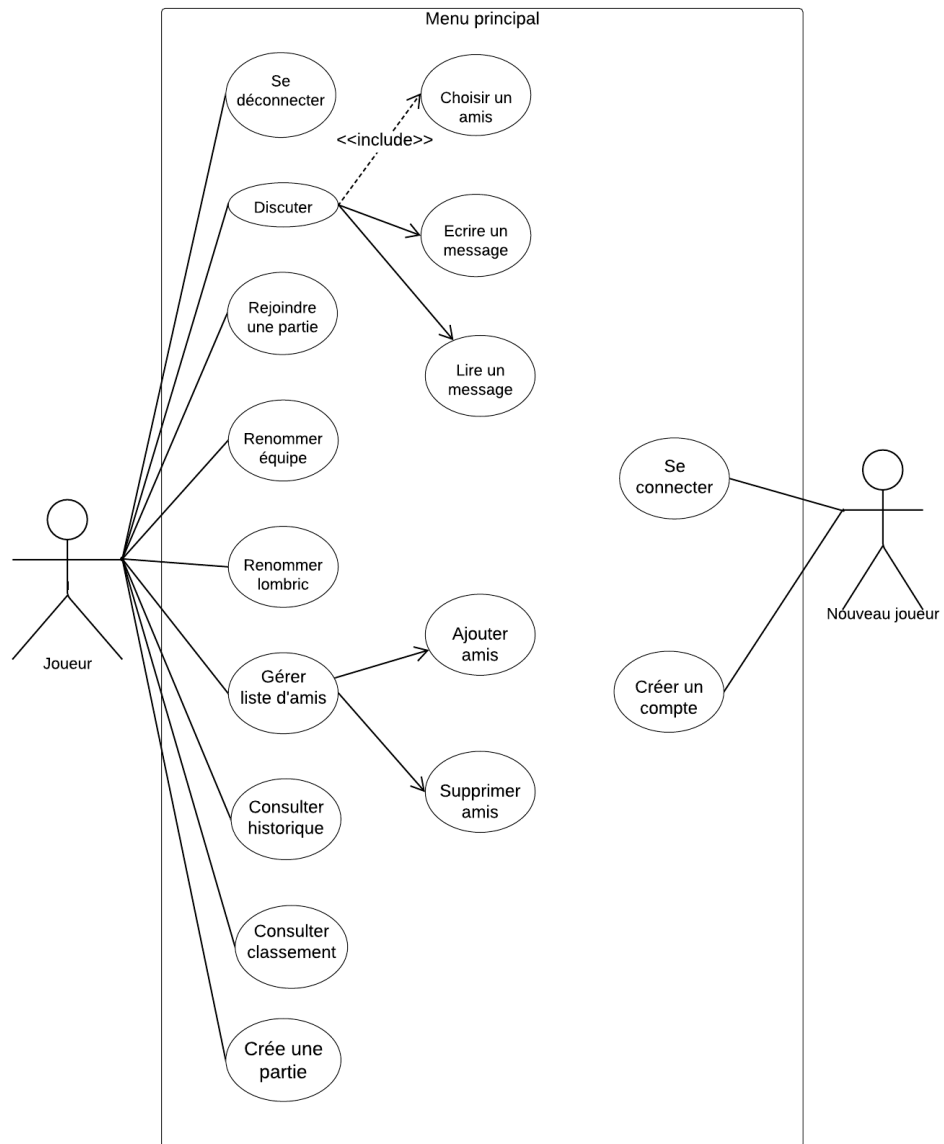 Menu principal
Se
déconnecter
Choisir un
amis
<<include>>
Discuter
Ecrire un
message
Rejoindre
une partie
Lire un
message
Renommer
équipe
Se
connecter
Renommer
lombric
Nouveau joueur
Joueur
Ajouter
amis
Gérer
liste d'amis
Créer un
compte
Supprimer
amis
Consulter
historique
Consulter
classement
Crée une
partie